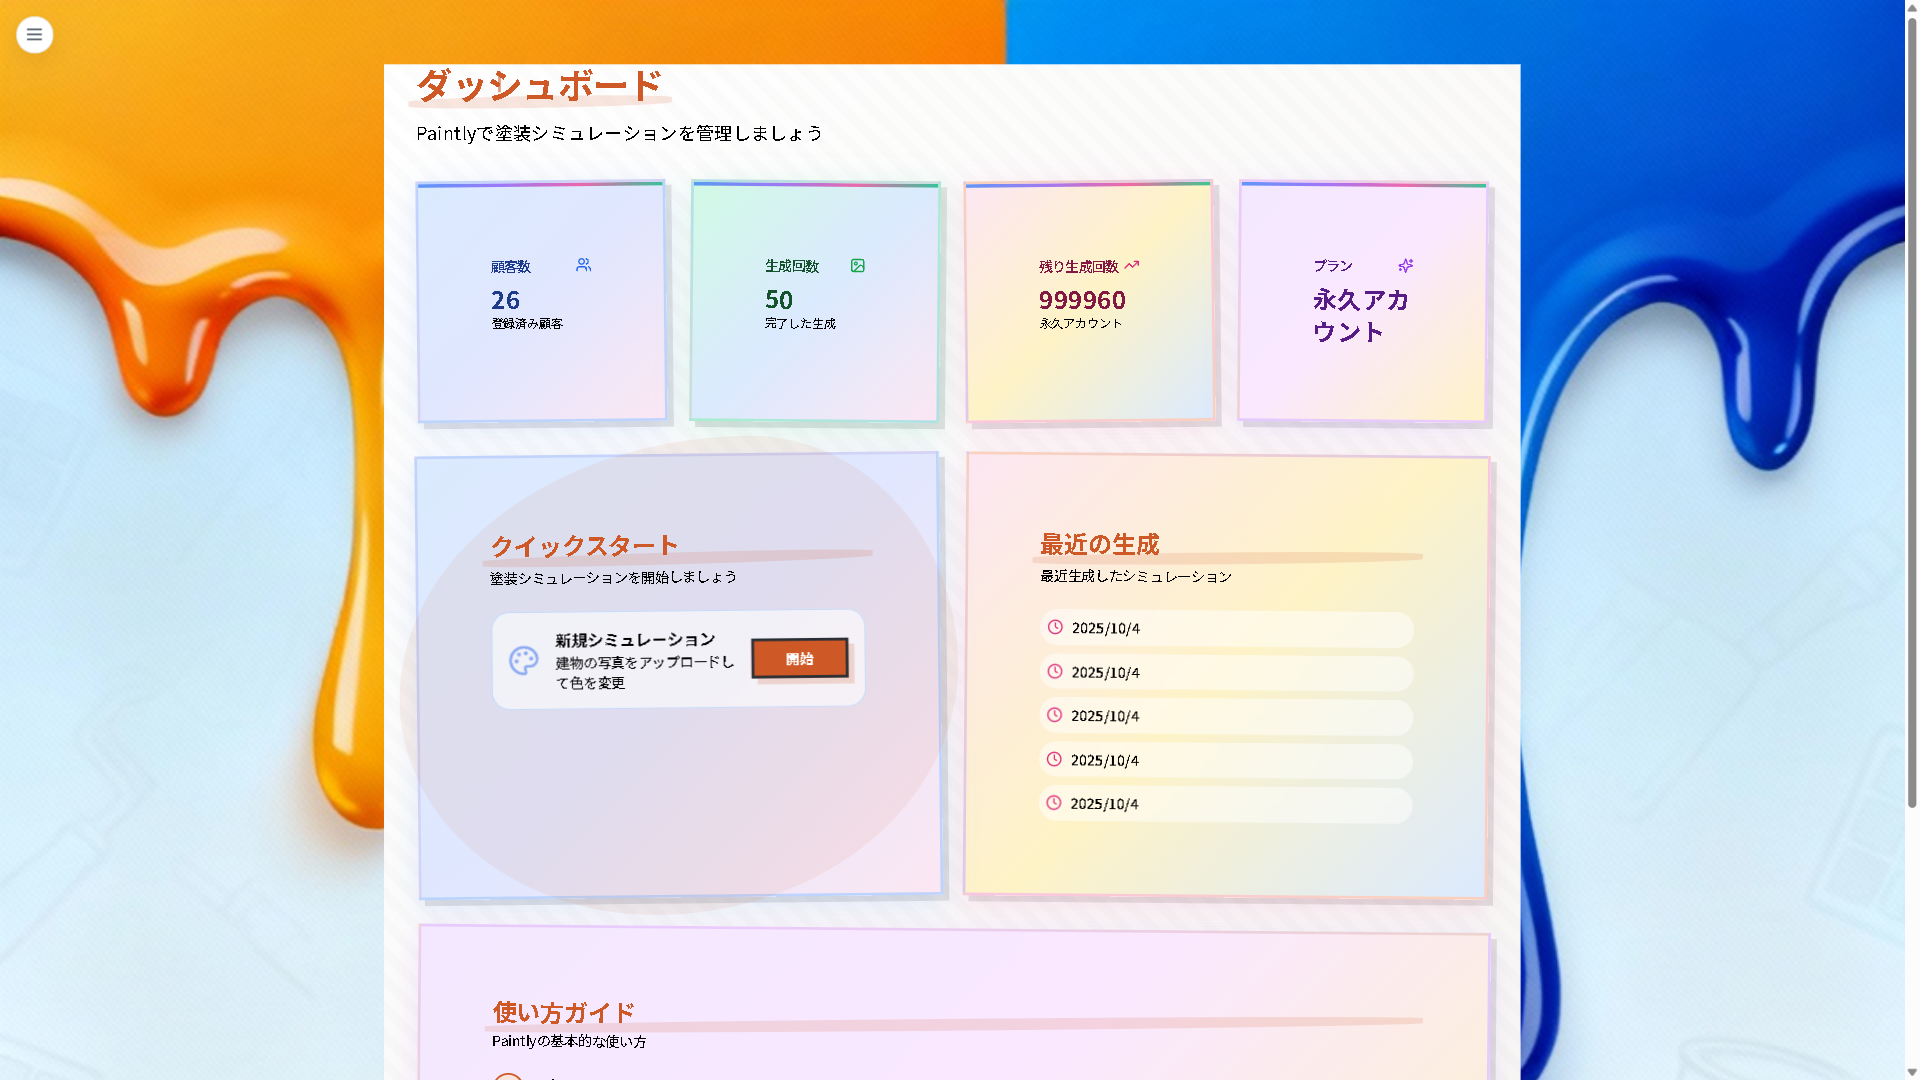 ダッシュボード
Paintlyで塗装シミュレーションを管理しましょう
顧客数
26
登録済み顧客
生成回数
50
完了した生成
残り生成回数
999960
永久アカウント
プラン
永久アカ
ウント
クイックスタート
塗装シミュレーションを開始しましょう
新規シミュレーション
建物の写真をアップロードし
て色を変更
開始
最近の生成
最近生成したシミュレーション
2025/10/4
2025/10/4
2025/10/4
2025/10/4
2025/10/4
使い方ガイド
Paintlyの基本的な使い方